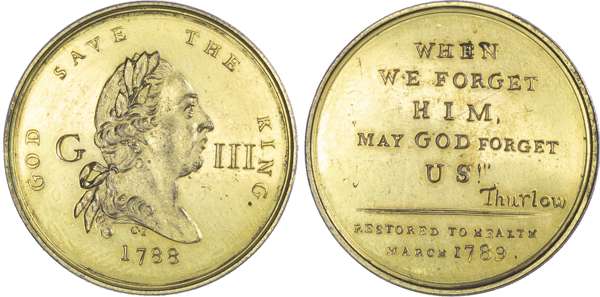 GOD SAVE THE KING
G III
1788
WHEN
WE FORGET
HIM,
MAY GOD FORGET
US!"
Thurlow
RESTORED TO HEALTH
MARCH 1789.